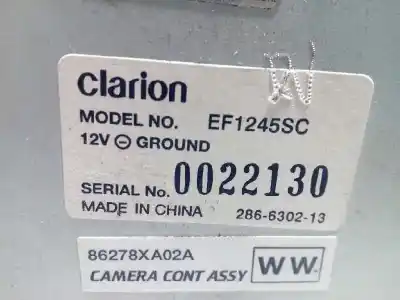 Clarion
MODEL NO. EF1245SC
12V ⊖ GROUND
SERIAL No. 0022130
MADE IN CHINA 286-6302-13
86278XA02A
CAMERA CONT ASSY WW